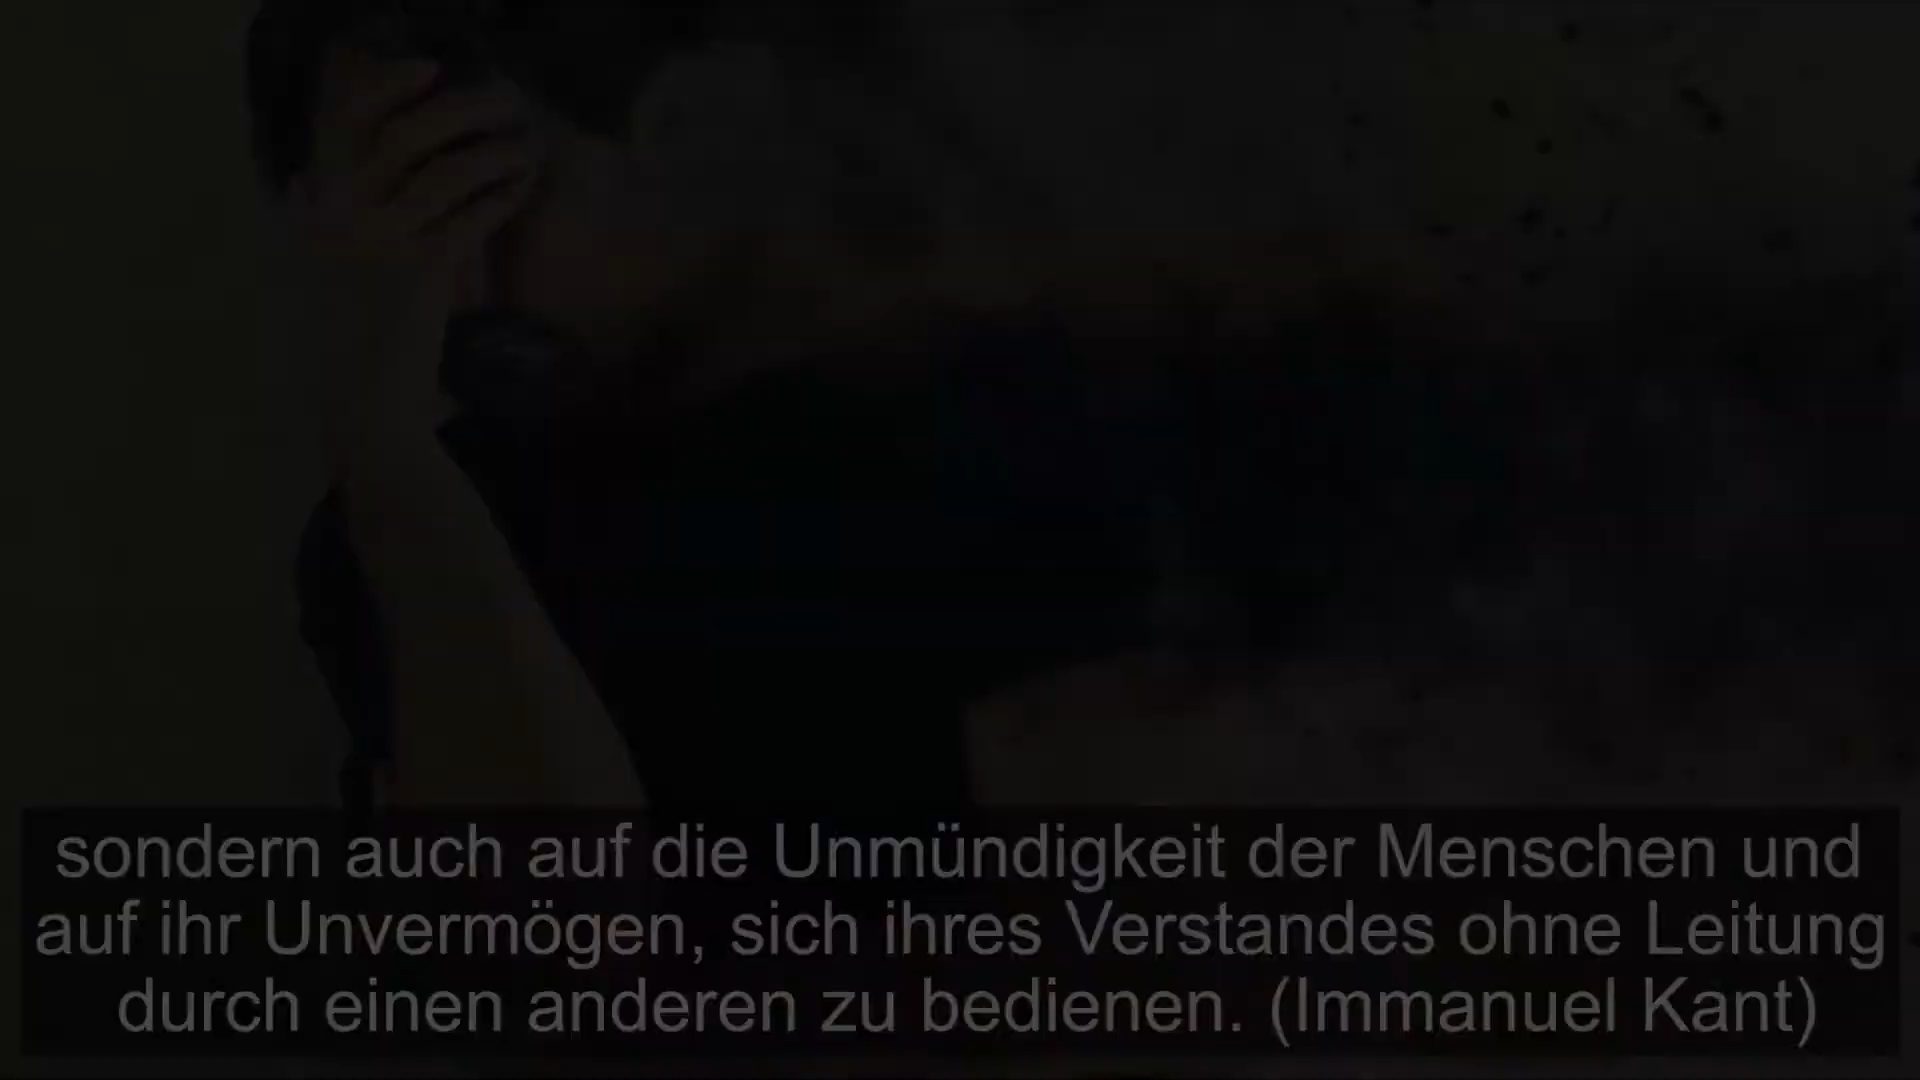 sondern auch auf die Unmündigkeit der Menschen und
auf ihr Unvermögen, sich ihres Verstandes ohne Leitung
durch einen anderen zu bedienen. (Immanuel Kant)